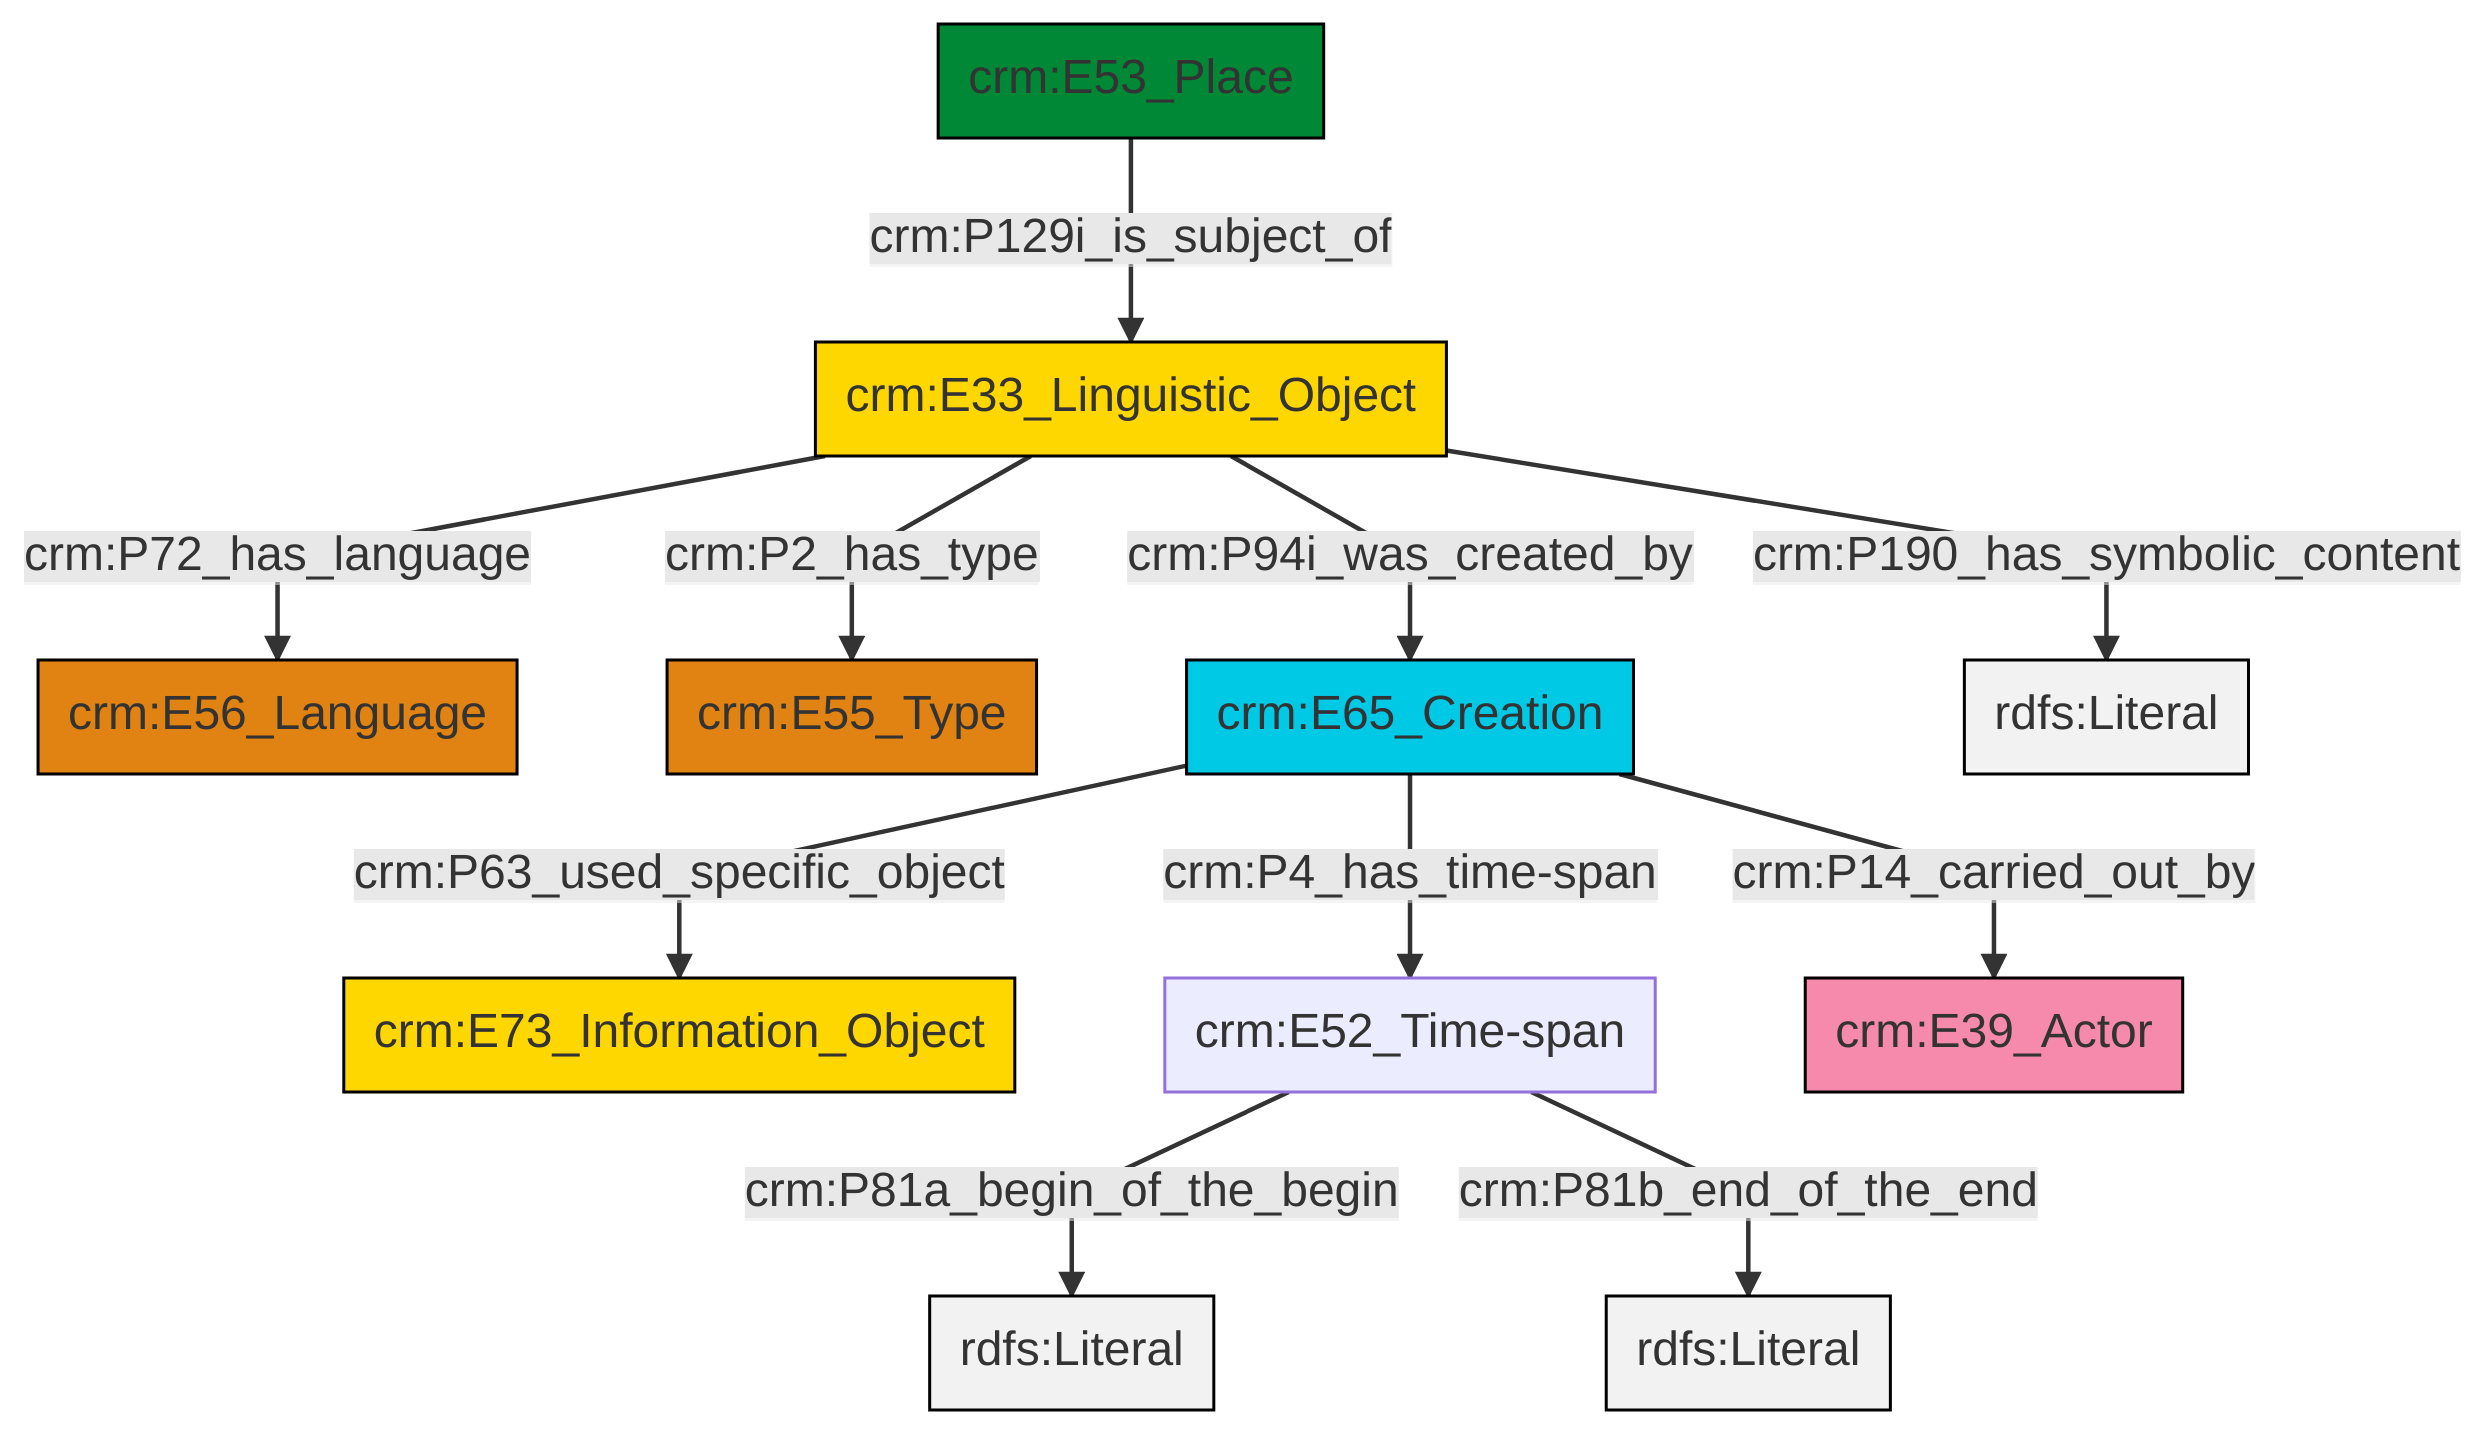 crm:E53_Place
crm:P129i_is_subject_of
crm:E33_Linguistic_Object
crm:P72_has_language
crm:P2_has_type
crm:P94i_was_created_by
crm:P190_has_symbolic_content
crm:E56_Language
crm:E55_Type
crm:E65_Creation
rdfs:Literal
crm:P63_used_specific_object
crm:P4_has_time-span
crm:P14_carried_out_by
crm:E73_Information_Object
crm:E52_Time-span
crm:E39_Actor
crm:P81a_begin_of_the_begin
crm:P81b_end_of_the_end
rdfs:Literal
rdfs:Literal